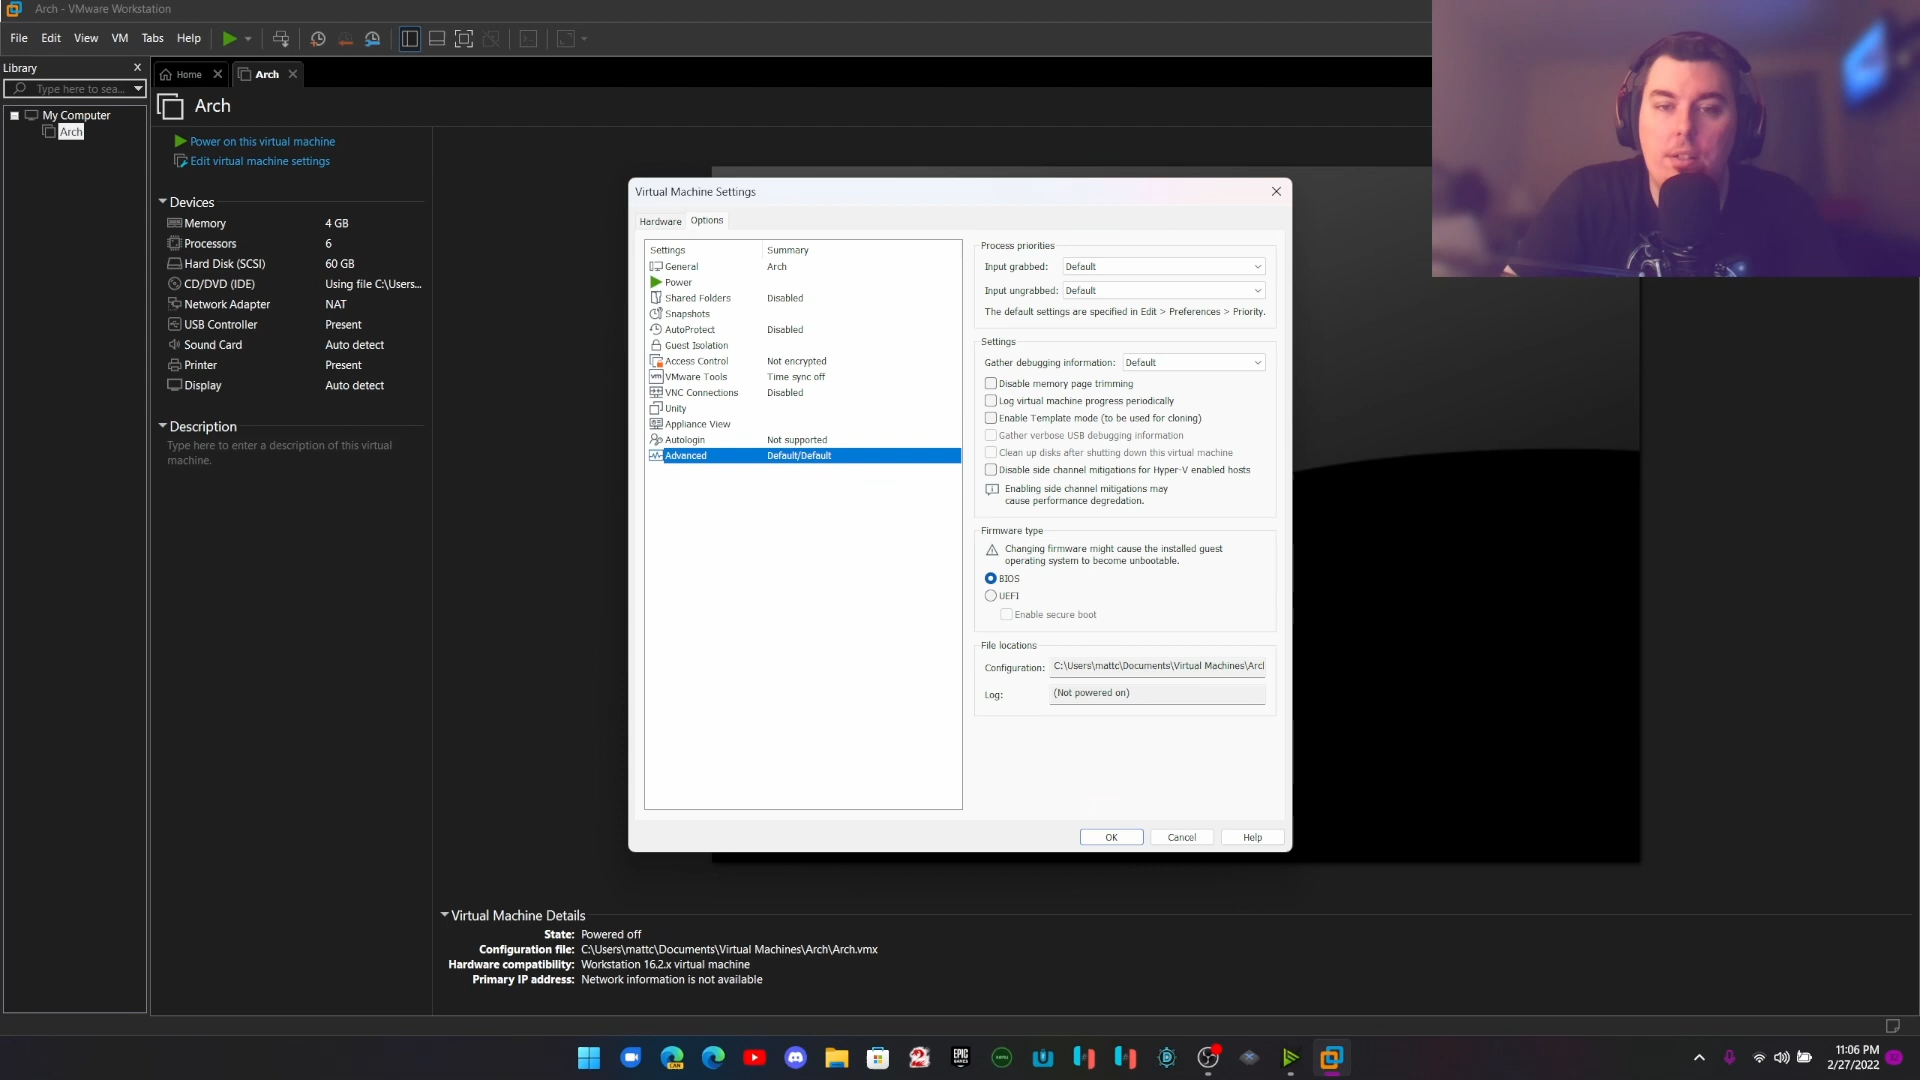 Arch - VMware Workstation
File Edit View VM Tabs Help
Library
Type here to sea...
My Computer
Arch
Home
Arch
Arch
Power on this virtual machine
Edit virtual machine settings
Devices
Memory 4 GB
Processors 6
Hard Disk (SCSI) 60 GB
CD/DVD (IDE) Using file C:\Users...
Network Adapter NAT
USB Controller Present
Sound Card Auto detect
Printer Present
Display Auto detect
Description
Type here to enter a description of this virtual
machine.
Virtual Machine Settings
Hardware Options
Settings Summary
General Arch
Power
Shared Folders Disabled
Snapshots
AutoProtect Disabled
Guest Isolation
Access Control Not encrypted
VMware Tools Time sync off
VNC Connections Disabled
Unity
Appliance View
Autologin Not supported
Advanced Default/Default
Process priorities
Input grabbed: Default
Input ungrabbed: Default
The default settings are specified in Edit > Preferences > Priority.
Settings
Gather debugging information: Default
Disable memory page trimming
Log virtual machine progress periodically
Enable Template mode (to be used for cloning)
Gather verbose USB debugging information
Clean up disks after shutting down this virtual machine
Disable side channel mitigations for Hyper-V enabled hosts
Enabling side channel mitigations may
cause performance degredation.
Firmware type
Changing firmware might cause the installed guest
operating system to become unbootable.
BIOS
UEFI
Enable secure boot
File locations
Configuration: C:\Users\mattc\Documents\Virtual Machines\Arcl
Log: (Not powered on)
OK Cancel Help
Virtual Machine Details
State: Powered off
Configuration file: C:\Users\mattc\Documents\Virtual Machines\Arch\Arch.vmx
Hardware compatibility: Workstation 16.2.x virtual machine
Primary IP address: Network information is not available
CAN
EPIC
GAMES
11:06 PM
2/27/2022